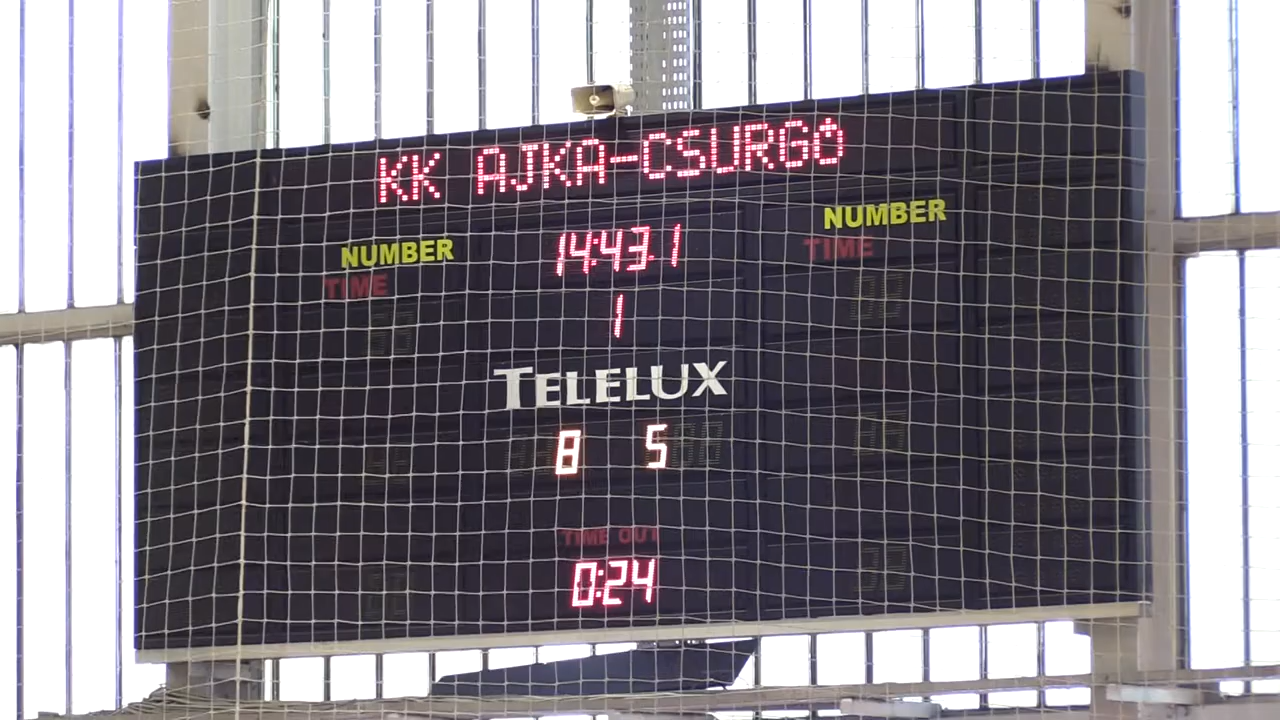 KK AJKA-CSURGÓ
NUMBER
TIME
14:43.1
NUMBER
TIME
1
TELELUX
8 5
TIME OUT
0:24